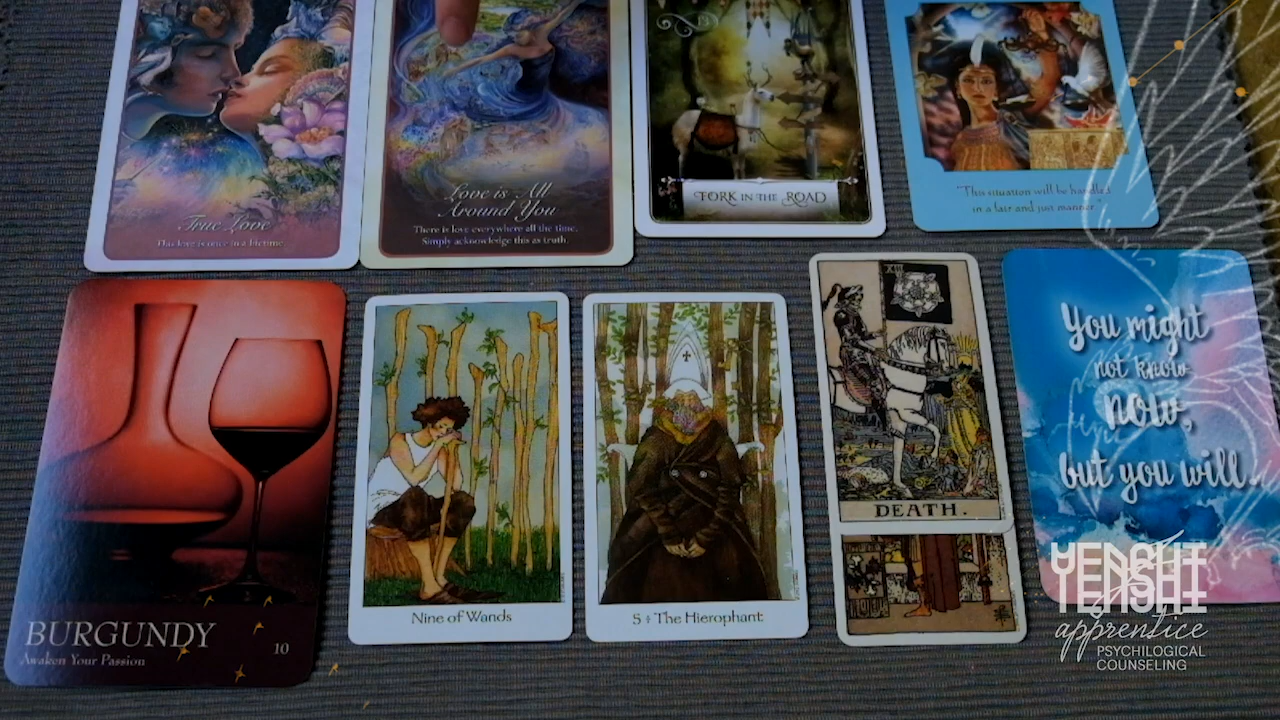 True Love
This love is once in a lifetime.
Love is All
Around You
There is love everywhere all the time.
Simply acknowledge this as truth.
FORK IN THE ROAD
"This situation will be handled
in a fair and just manner."
BURGUNDY
Awaken Your Passion
10
Nine of Wands
5 ‡ The Hierophant
XIII
DEATH.
You might
not know
now,
but you will.
YENSHI
apprentice
PSYCHILOGICAL
COUNSELING